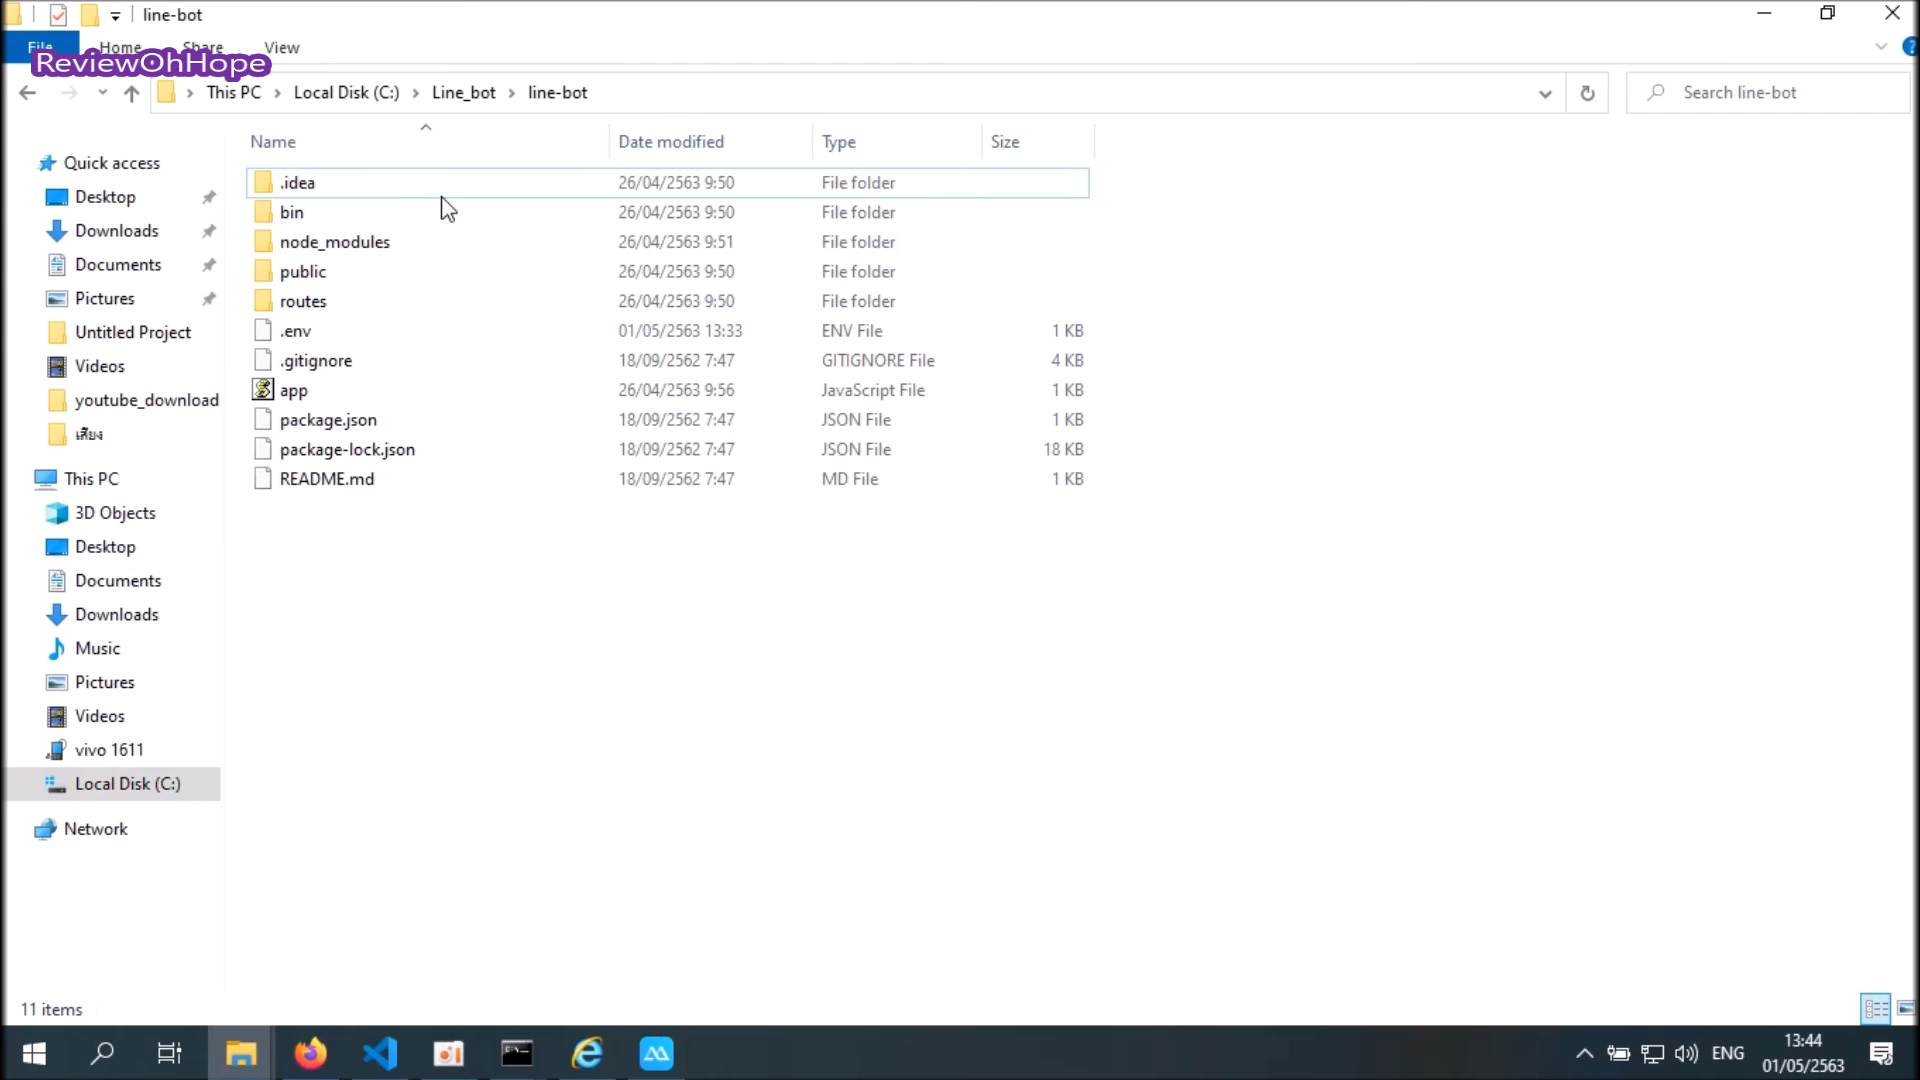 line-bot
File Home Share View
ReviewOhHope
This PC Local Disk (C:) Line_bot line-bot
Search line-bot
Name Date modified Type Size
Quick access
Desktop
Downloads
Documents
Pictures
Untitled Project
Videos
youtube_download
เสียง
This PC
3D Objects
Desktop
Documents
Downloads
Music
Pictures
Videos
vivo 1611
Local Disk (C:)
Network
.idea 26/04/2563 9:50 File folder
bin 26/04/2563 9:50 File folder
node_modules 26/04/2563 9:51 File folder
public 26/04/2563 9:50 File folder
routes 26/04/2563 9:50 File folder
.env 01/05/2563 13:33 ENV File 1 KB
.gitignore 18/09/2562 7:47 GITIGNORE File 4 KB
app 26/04/2563 9:56 JavaScript File 1 KB
package.json 18/09/2562 7:47 JSON File 1 KB
package-lock.json 18/09/2562 7:47 JSON File 18 KB
README.md 18/09/2562 7:47 MD File 1 KB
11 items
ENG
13:44
01/05/2563